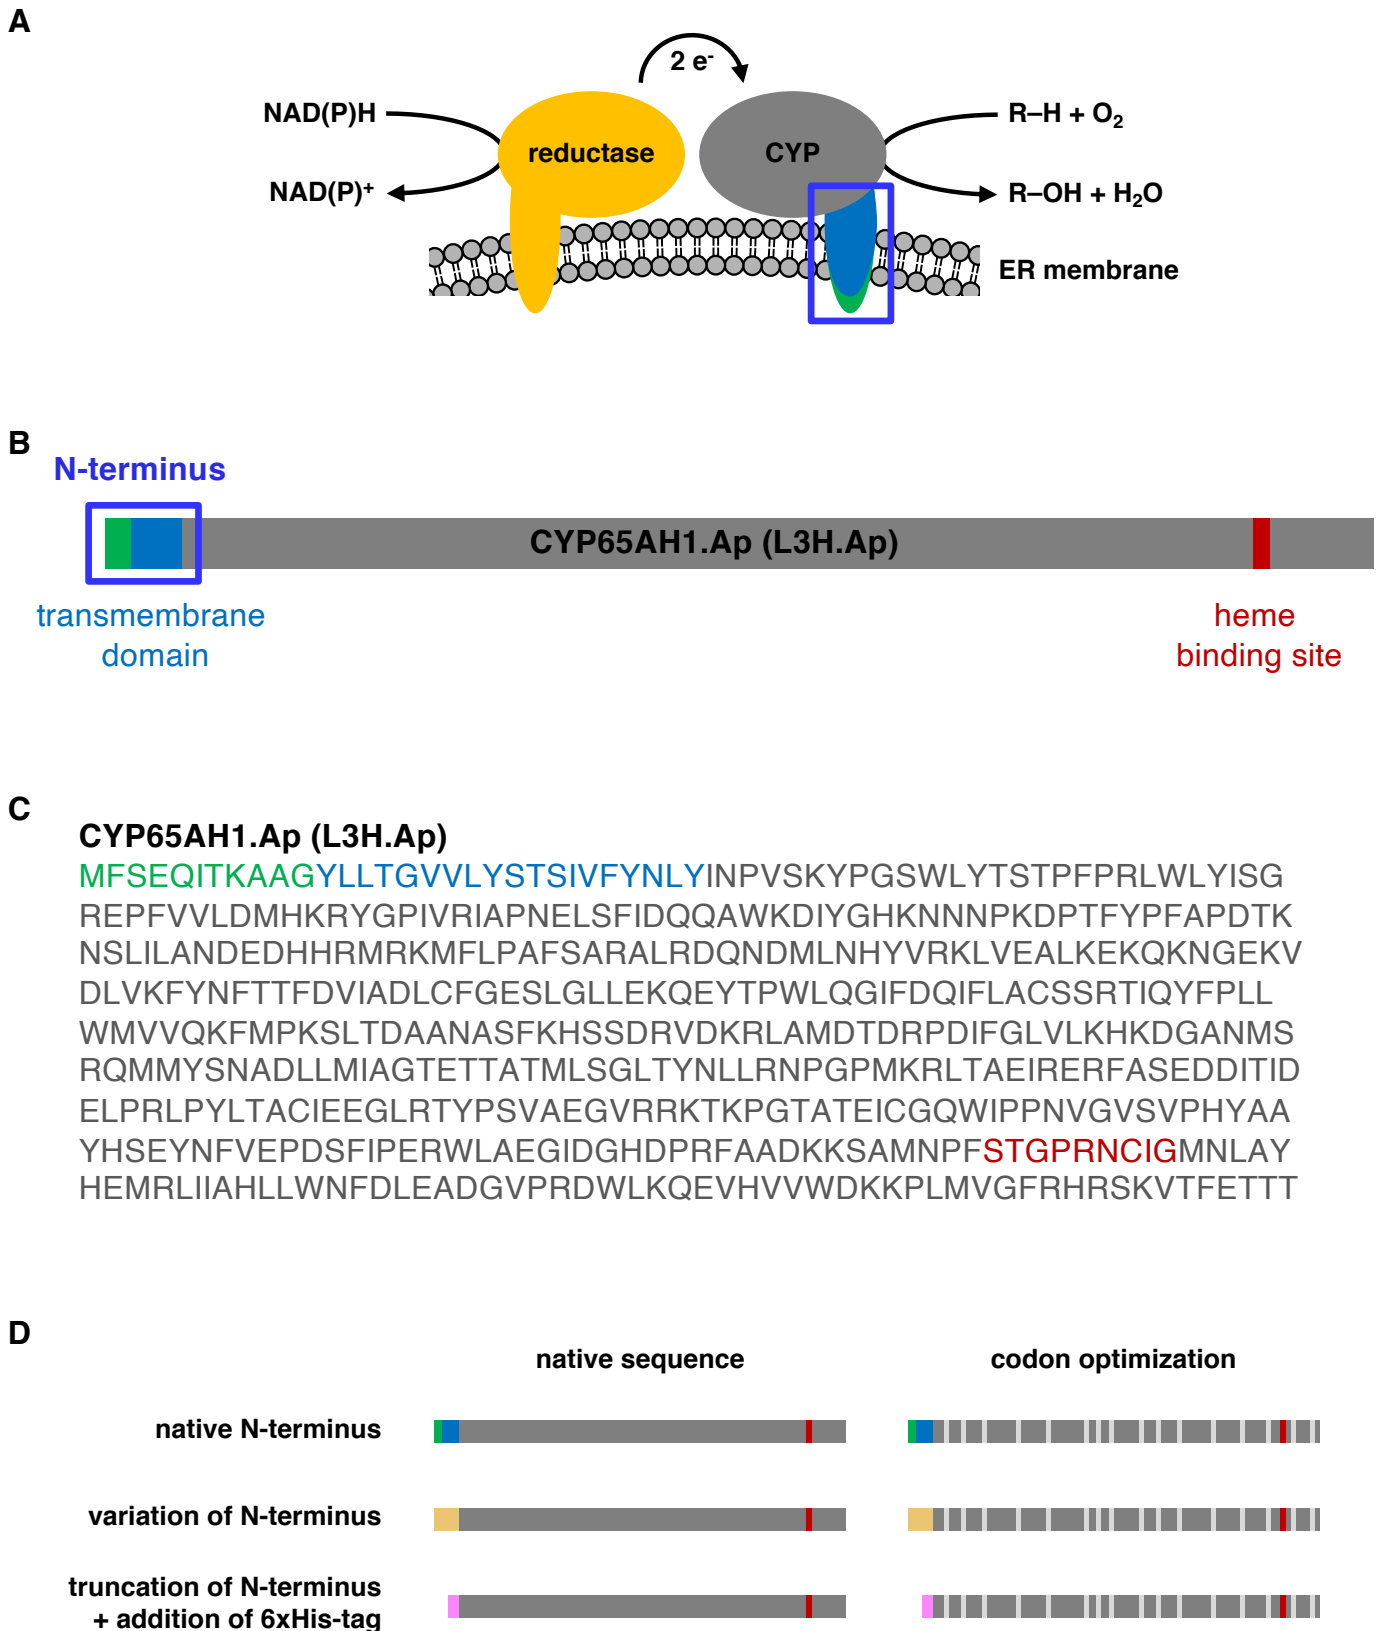 A
2 e-
NAD(P)H
R–H + O2
reductase
CYP
NAD(P)+
R–OH + H2O
ER membrane
B
N-terminus
CYP65AH1.Ap (L3H.Ap)
transmembrane
domain
heme
binding site
C
CYP65AH1.Ap (L3H.Ap)
MFSEQITKAAGYLLTGVVLYSTSIVFYNLYINPVSKYPGSWLYTSTPFPRLWLYISG
REPFVVLDMHKRYGPIVRIAPNELSFIDQQAWKDIYGHKNNNPKDPTFYPFAPDTK
NSLILANDEDHHRMRKMFLPAFSARALRDQNDMLNHYVRKLVEALKEKQKNGEKV
DLVKFYNFTTFDVIADLCFGESLGLLEKQEYTPWLQGIFDQIFLACSSRTIQYFPLL
WMVVQKFMPKSLTDAANASFKHSSDRVDKRLAMDTDRPDIFGLVLKHKDGANMS
RQMMYSNADLLMIAGTETTATMLSGLTYNLLRNPGPMKRLTAEIRERFASEDDITID
ELPRLPYLTACIEEGLRTYPSVAEGVRRKTKPGTATEICGQWIPPNVGVSVPHYAA
YHSEYNFVEPDSFIPERWLAEGIDGHDPRFAADKKSAMNPFSTGPRNCIGMNLAY
HEMRLIIAHLLWNFDLEADGVPRDWLKQEVHVVWDKKPLMVGFRHRSKVTFETTT
D
native sequence
codon optimization
native N-terminus
variation of N-terminus
truncation of N-terminus
+ addition of 6xHis-tag